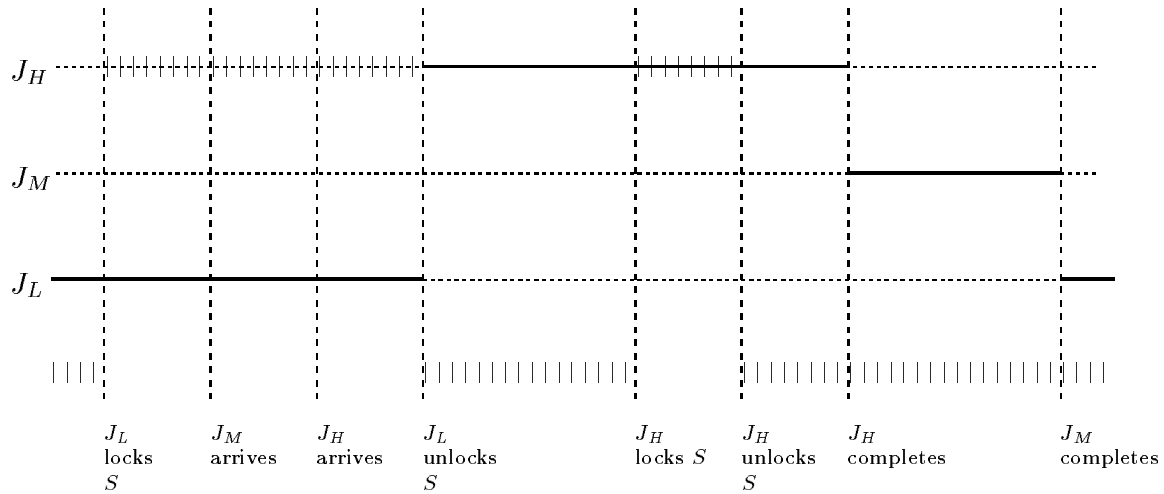 J_H
J_M
J_L
J_L
locks
S
J_M
arrives
J_H
arrives
J_L
unlocks
S
J_H
locks S
J_H
unlocks
S
J_H
completes
J_M
completes